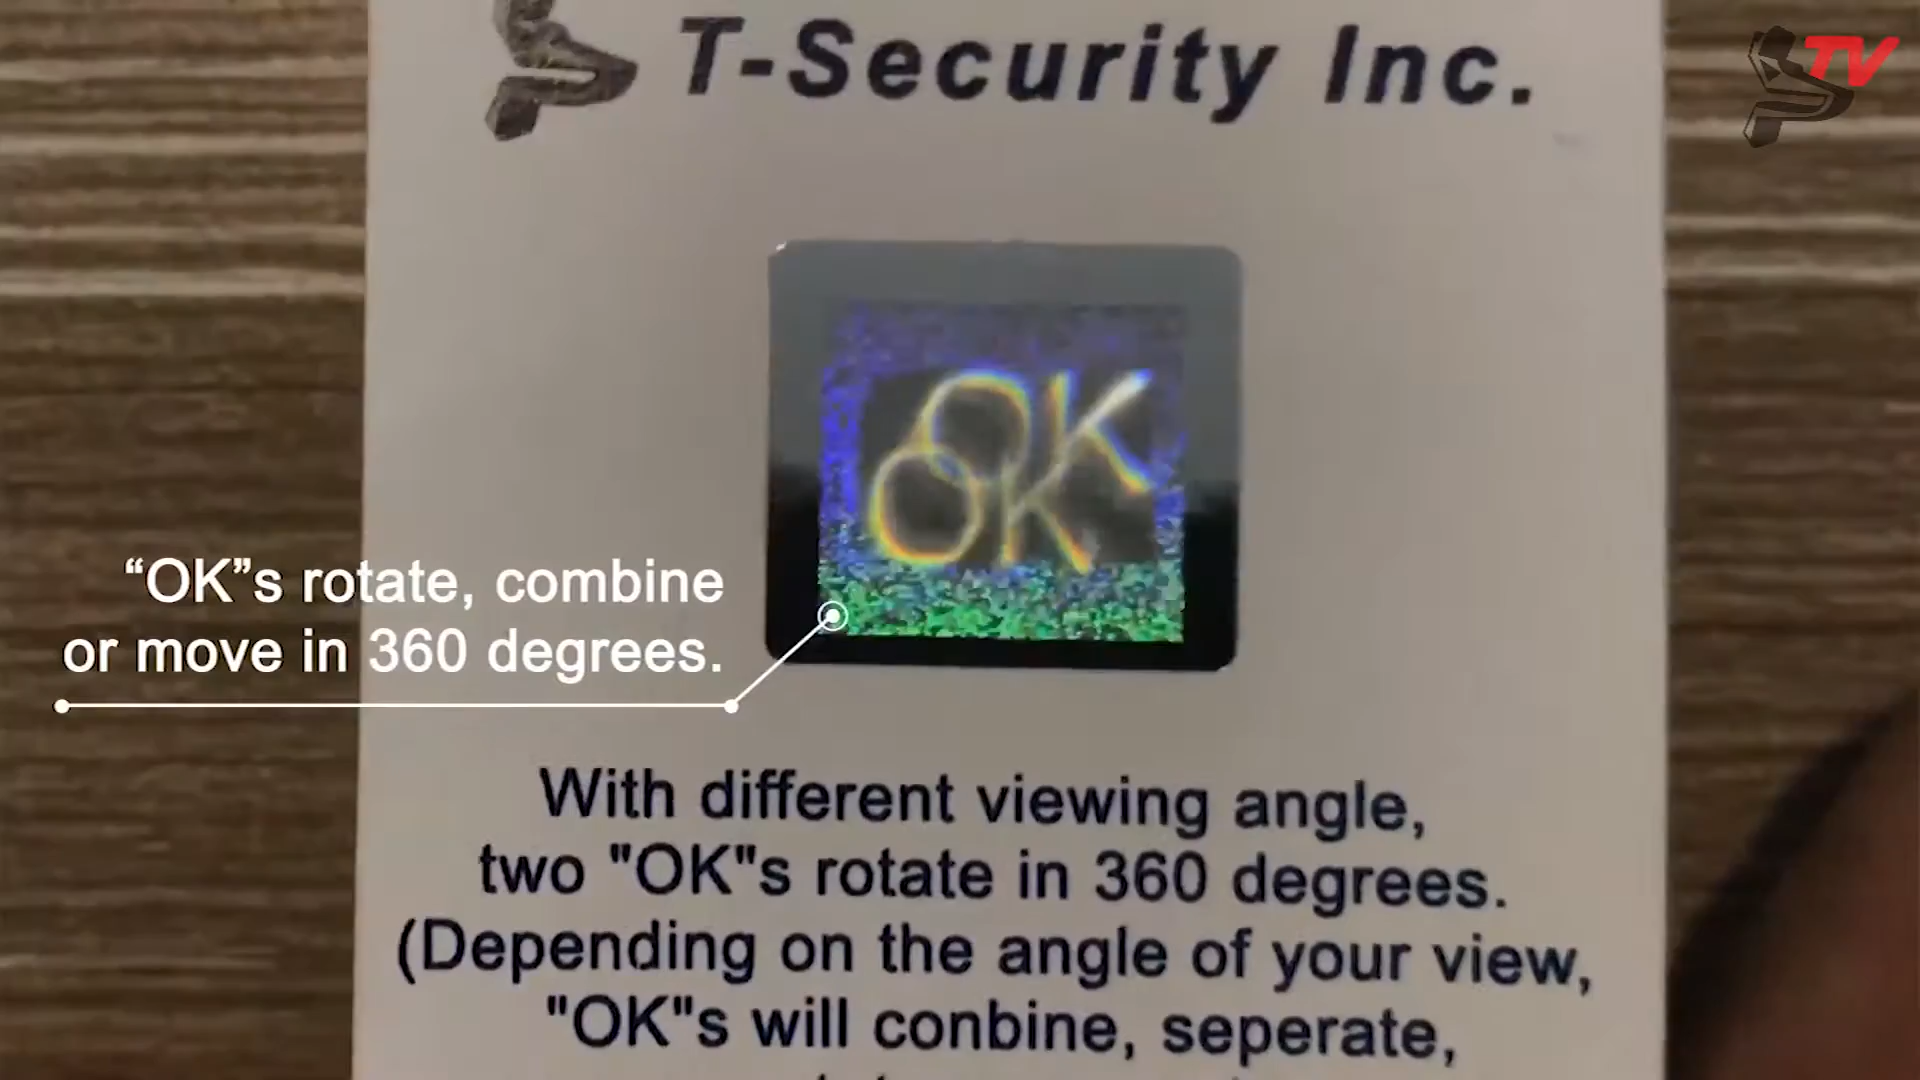 T-Security Inc.
TV
OK
OK
“OK”s rotate, combine
or move in 360 degrees.
With different viewing angle,
two "OK"s rotate in 360 degrees.
(Depending on the angle of your view,
"OK"s will conbine, seperate,